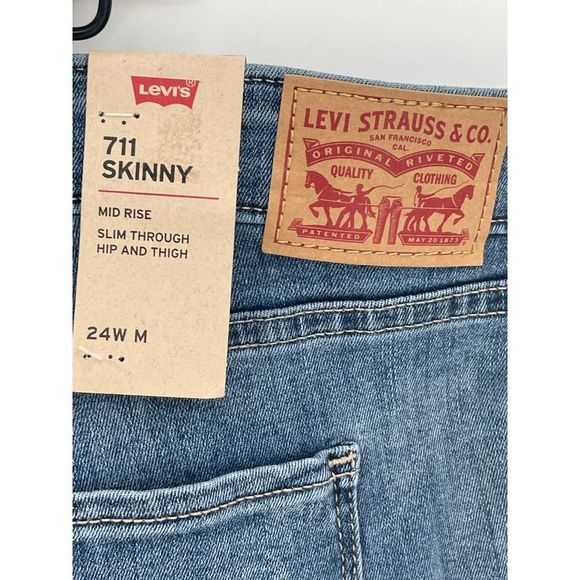 LEVI'S®
711
SKINNY
MID RISE
SLIM THROUGH
HIP AND THIGH
24W M
LEVI STRAUSS & CO.
SAN FRANCISCO
CAL.
ORIGINAL RIVETED
QUALITY CLOTHING
PATENTED MAY 20 1873